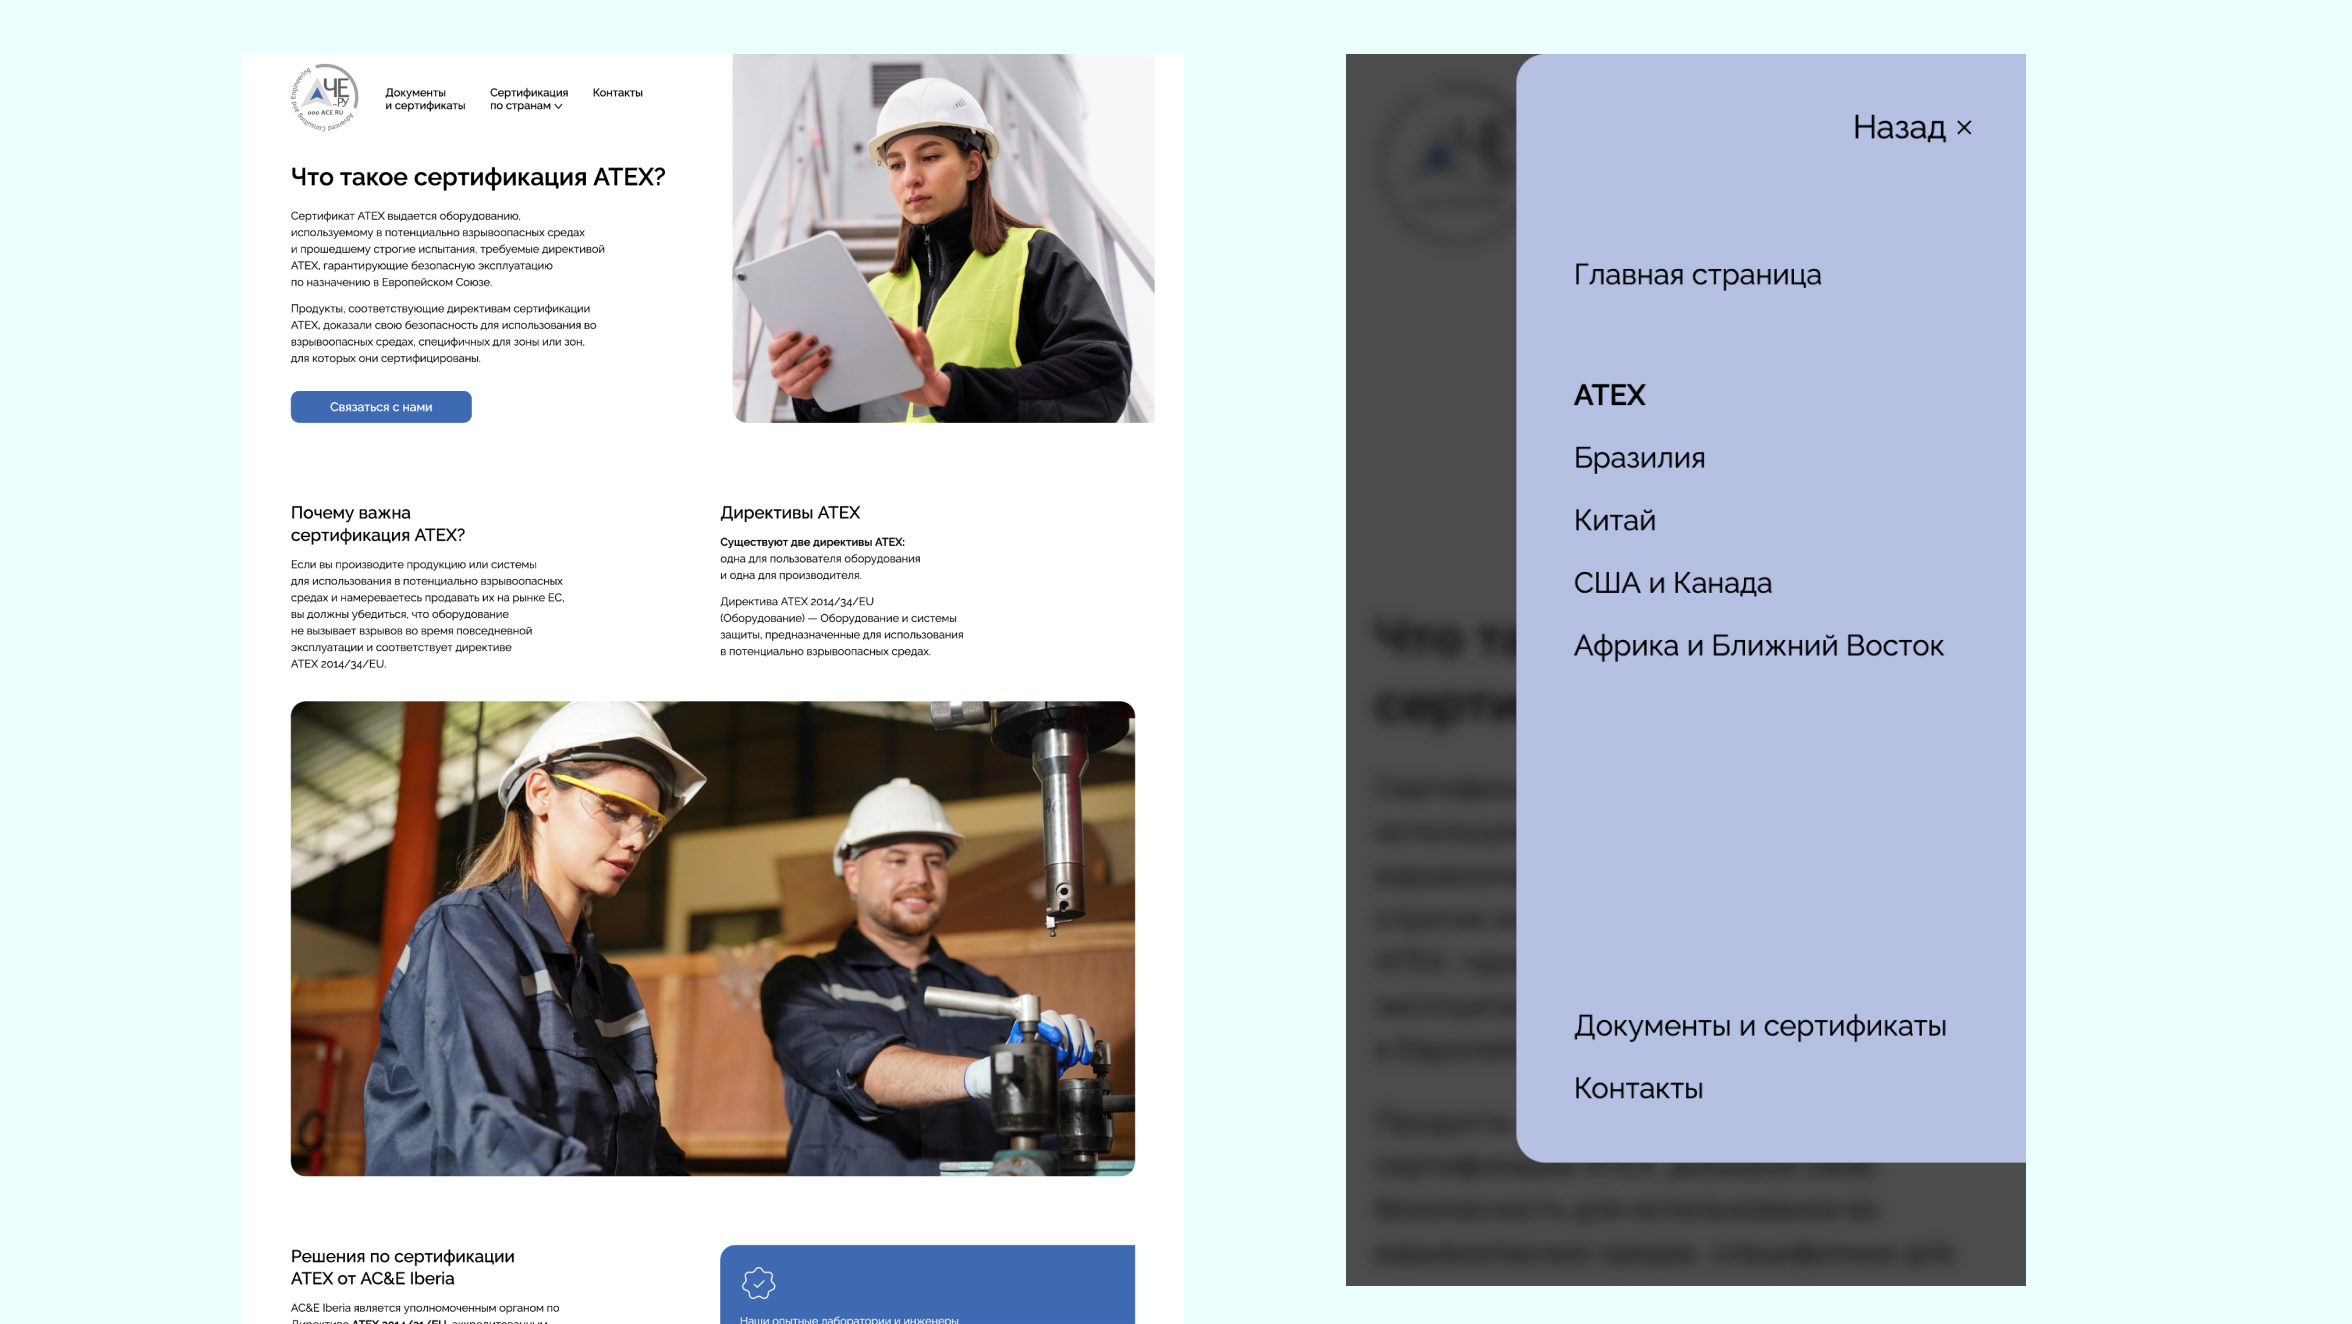 Advanced Consulting and Engineering
АЧЕ
_РУ
ооо ACE RU
Документы
и сертификаты
Сертификация
по странам
Контакты
Что такое сертификация ATEX?
Сертификат ATEX выдается оборудованию,
используемому в потенциально взрывоопасных средах
и прошедшему строгие испытания, требуемые директивой
ATEX, гарантирующие безопасную эксплуатацию
по назначению в Европейском Союзе.
Продукты, соответствующие директивам сертификации
ATEX, доказали свою безопасность для использования во
взрывоопасных средах, специфичных для зоны или зон,
для которых они сертифицированы.
Связаться с нами
Почему важна
сертификация ATEX?
Если вы производите продукцию или системы
для использования в потенциально взрывоопасных
средах и намереваетесь продавать их на рынке ЕС,
вы должны убедиться, что оборудование
не вызывает взрывов во время повседневной
эксплуатации и соответствует директиве
ATEX 2014/34/EU.
Директивы ATEX
Существуют две директивы ATEX:
одна для пользователя оборудования
и одна для производителя.
Директива ATEX 2014/34/EU
(Оборудование) — Оборудование и системы
защиты, предназначенные для использования
в потенциально взрывоопасных средах.
Решения по сертификации
ATEX от AC&E Iberia
AC&E Iberia является уполномоченным органом по
Наши опытные лаборатории и инженеры
Назад ×
Главная страница
ATEX
Бразилия
Китай
США и Канада
Африка и Ближний Восток
Документы и сертификаты
Контакты